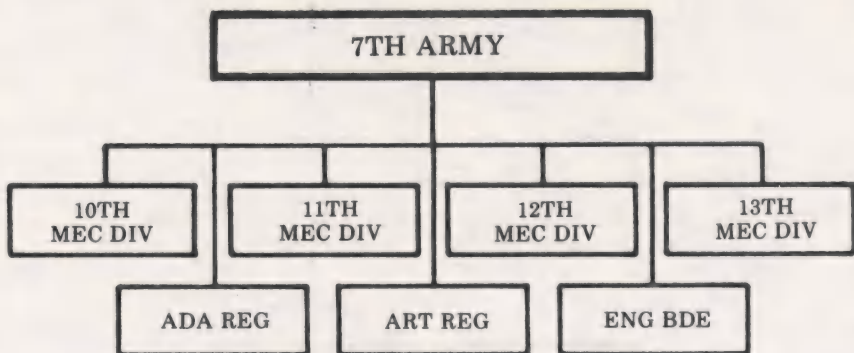 7TH ARMY
10TH
MEC DIV
11TH
MEC DIV
12TH
MEC DIV
13TH
MEC DIV
ADA REG
ART REG
ENG BDE